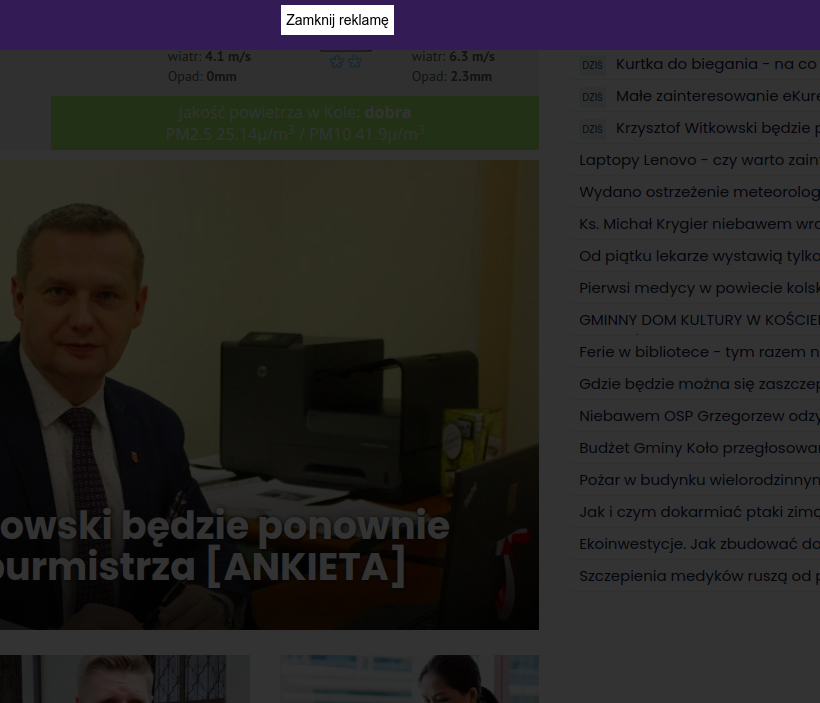 Zamknij reklamę
wiatr: 4.1 m/s
Opad: 0mm
wiatr: 6.3 m/s
Opad: 2.3mm
Jakość powietrza w Kole: dobra
PM2.5 25.14µ/m³ / PM10 41.9µ/m³
owski będzie ponownie
burmistrza [ANKIETA]
DZIŚ Kurtka do biegania - na co
DZIŚ Małe zainteresowanie eKure
DZIŚ Krzysztof Witkowski będzie p
Laptopy Lenovo - czy warto zain
Wydano ostrzeżenie meteorolog
Ks. Michał Krygier niebawem wró
Od piątku lekarze wystawią tylko
Pierwsi medycy w powiecie kolsk
GMINNY DOM KULTURY W KOŚCIE
Ferie w bibliotece - tym razem n
Gdzie będzie można się zaszczep
Niebawem OSP Grzegorzew odzy
Budżet Gminy Koło przegłosowa
Pożar w budynku wielorodzinnym
Jak i czym dokarmiać ptaki zimą
Ekoinwestycje. Jak zbudować do
Szczepienia medyków ruszą od p